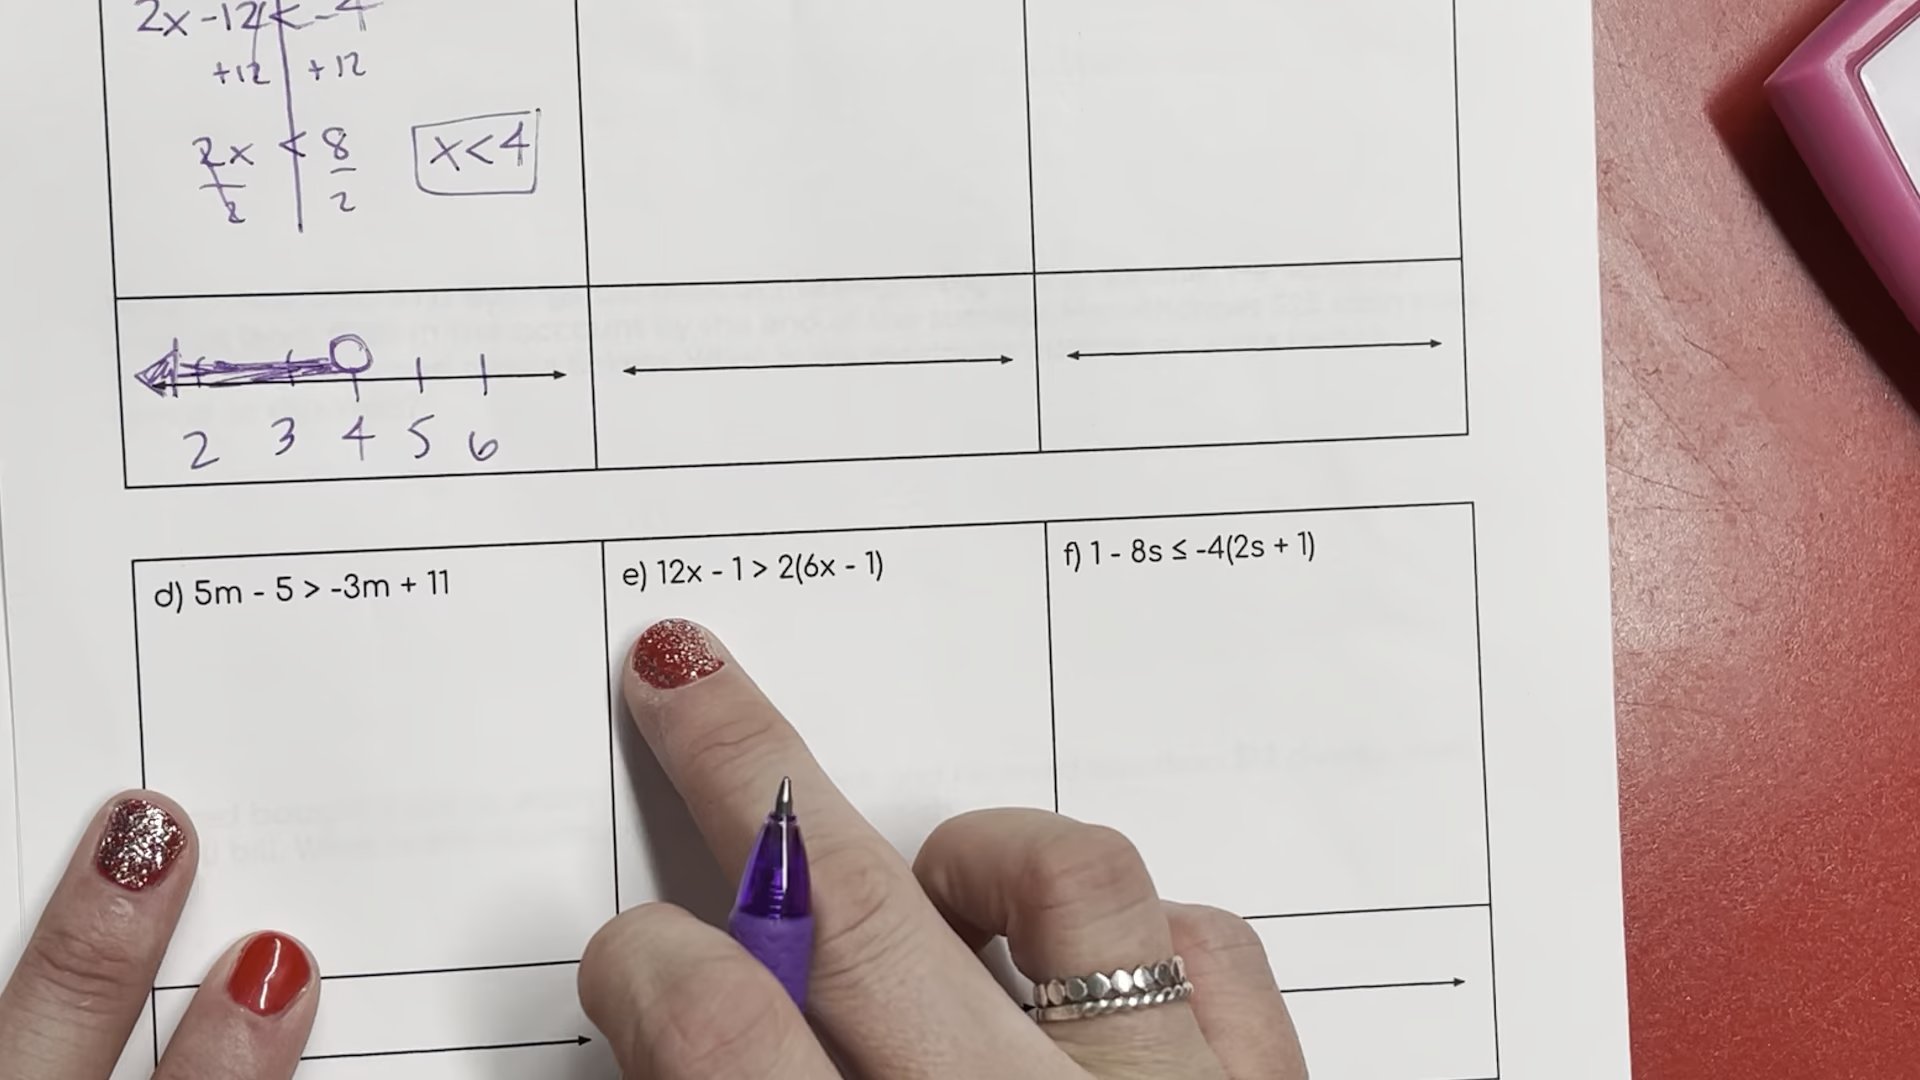 2x - 12 < -4
+12 +12
2x < 8
2 2
x < 4
2 3 4 5 6
d) 5m - 5 > -3m + 11
e) 12x - 1 > 2(6x - 1)
f) 1 - 8s ≤ -4(2s + 1)